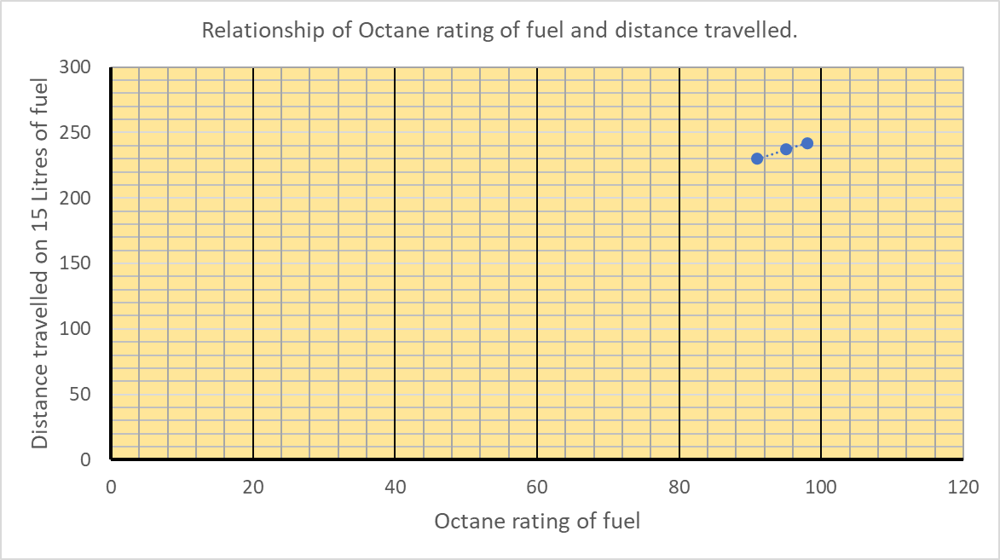 Relationship of Octane rating of fuel and distance travelled.
Distance travelled on 15 Litres of fuel
300
250
200
150
100
50
0
0 20 40 60 80 100 120
Octane rating of fuel